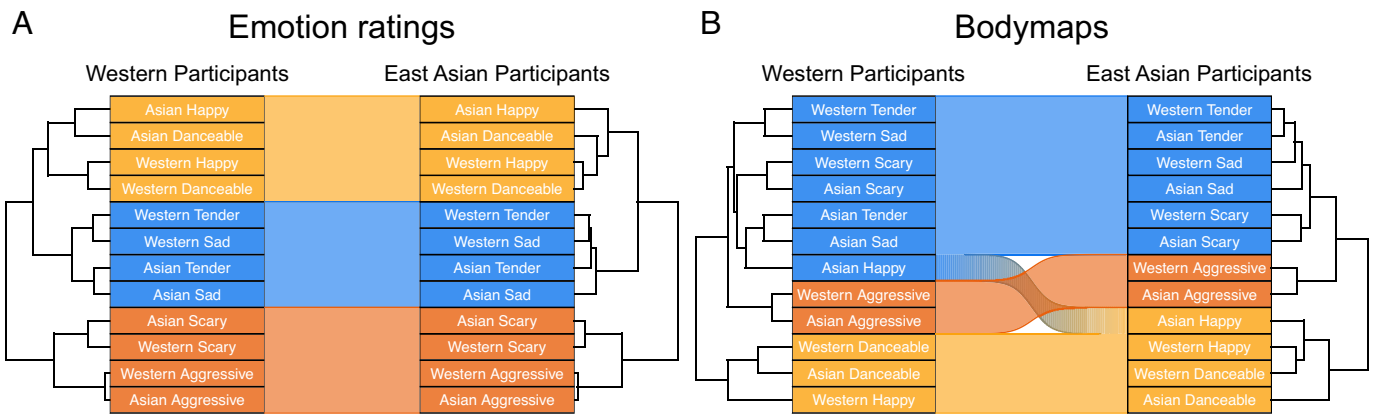 A
Emotion ratings
Western Participants
East Asian Participants
Asian Happy
Asian Danceable
Western Happy
Western Danceable
Western Tender
Western Sad
Asian Tender
Asian Sad
Asian Scary
Western Scary
Western Aggressive
Asian Aggressive
Asian Happy
Asian Danceable
Western Happy
Western Danceable
Western Tender
Western Sad
Asian Tender
Asian Sad
Asian Scary
Western Scary
Western Aggressive
Asian Aggressive
B
Bodymaps
Western Participants
East Asian Participants
Western Tender
Western Sad
Western Scary
Asian Scary
Asian Tender
Asian Sad
Asian Happy
Western Aggressive
Asian Aggressive
Western Danceable
Asian Danceable
Western Happy
Western Tender
Asian Tender
Western Sad
Asian Sad
Western Scary
Asian Scary
Western Aggressive
Asian Aggressive
Asian Happy
Western Happy
Western Danceable
Asian Danceable